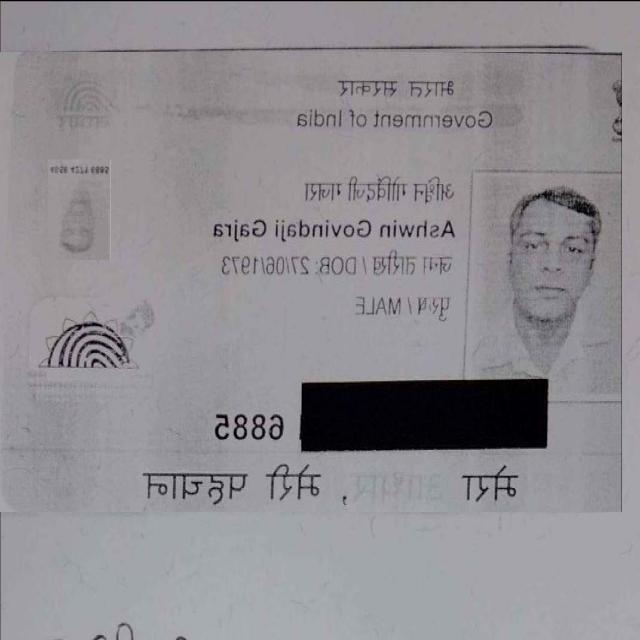 भारत सरकार
Government of India
अश्विन गोविंदजी गजरा
Ashwin Govindaji Gajra
जन्म तारीख / DOB: 27/06/1973
पुरुष / MALE
6885
मेरा आधार, मेरी पहचान